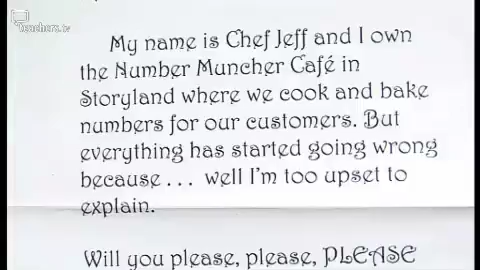 Teachers.tv
My name is Chef Jeff and I own
the Number Muncher Café in
Storyland where we cook and bake
numbers for our customers. But
everything has started going wrong
because ... well I'm too upset to
explain.
Will you please, please, PLEASE